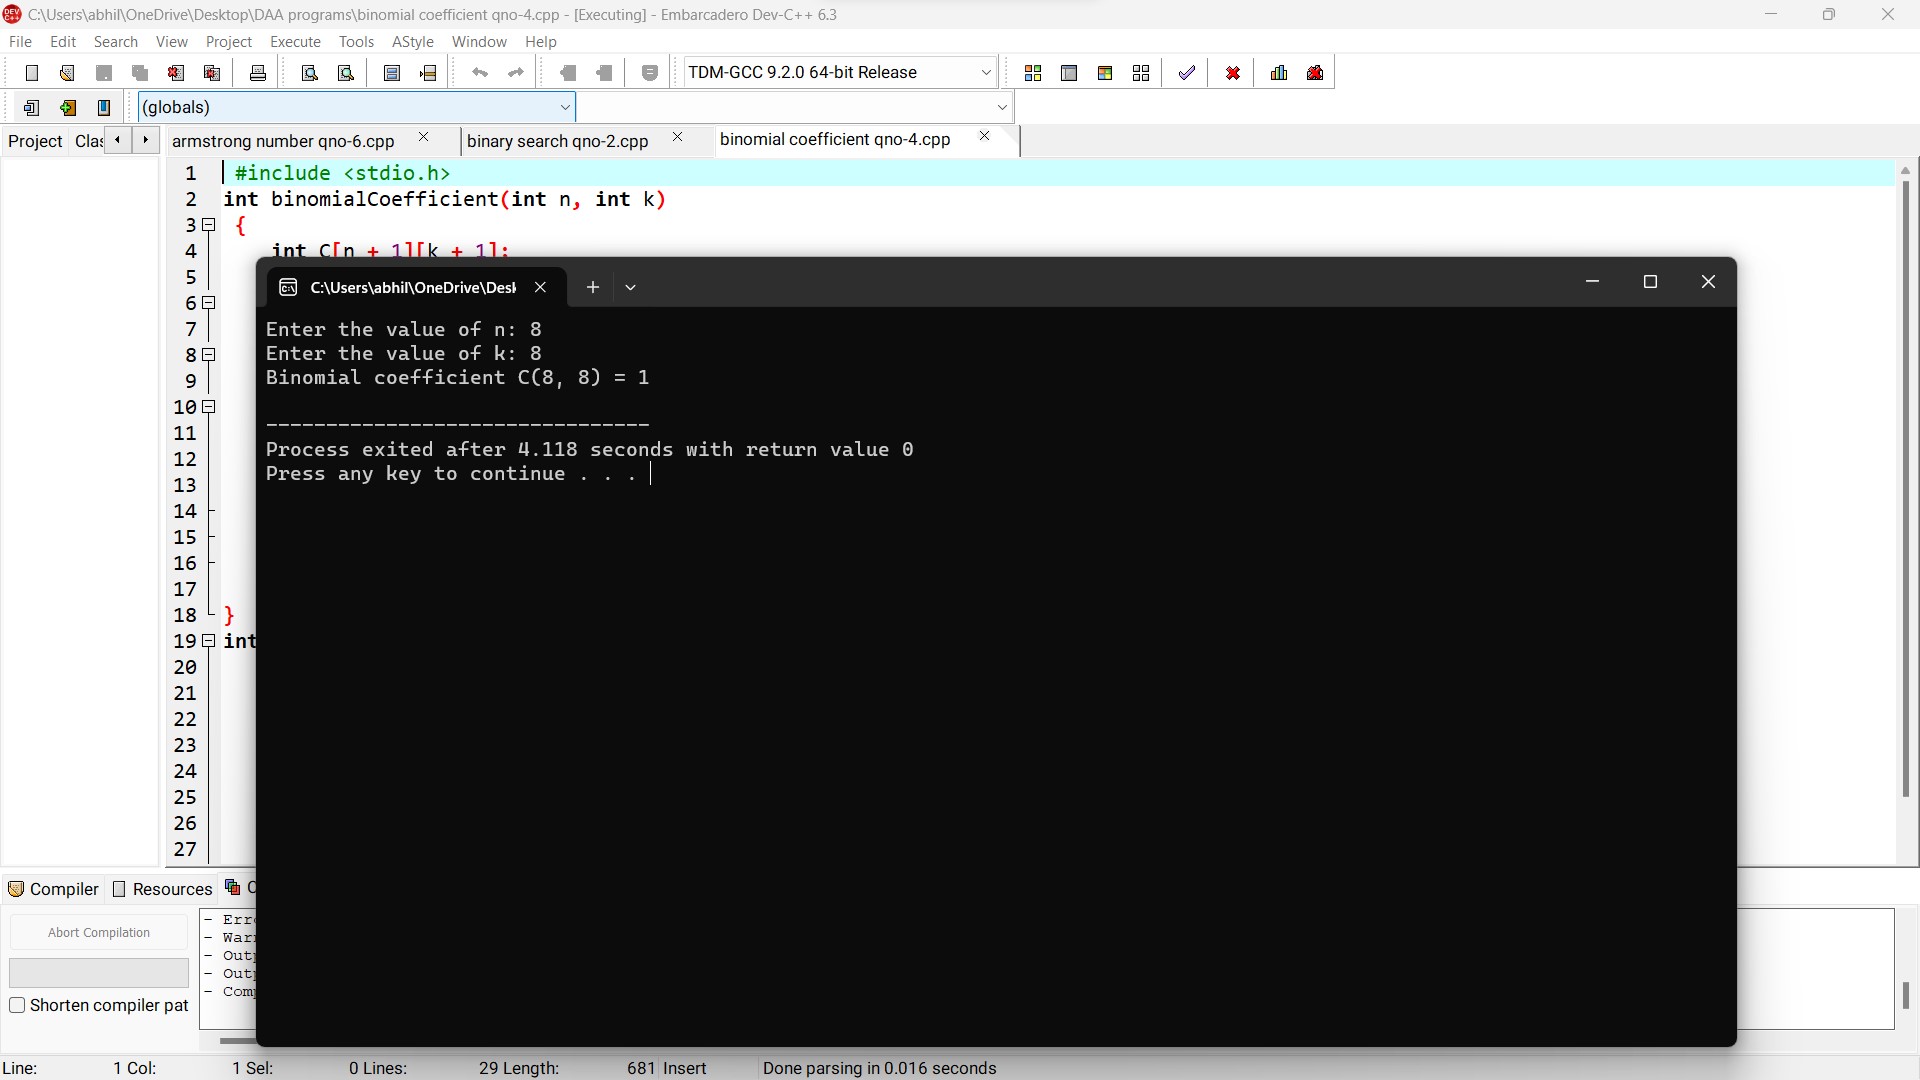 C:\Users\abhil\OneDrive\Desktop\DAA programs\binomial coefficient qno-4.cpp - [Executing] - Embarcadero Dev-C++ 6.3
File Edit Search View Project Execute Tools AStyle Window Help
TDM-GCC 9.2.0 64-bit Release
(globals)
Project Clas armstrong number qno-6.cpp binary search qno-2.cpp binomial coefficient qno-4.cpp
1 #include <stdio.h>
2 int binomialCoefficient(int n, int k)
3 {
4 int C[n + 1][k + 1];
5
6
7
8
9
10
11
12
13
14
15
16
17
18 }
19 int
20
21
22
23
24
25
26
27
C:\Users\abhil\OneDrive\Desk
Enter the value of n: 8
Enter the value of k: 8
Binomial coefficient C(8, 8) = 1
--------------------------------
Process exited after 4.118 seconds with return value 0
Press any key to continue . . .
Compiler Resources
Abort Compilation
Shorten compiler pat
- Err
- War
- Out
- Out
- Com
Line: 1 Col: 1 Sel: 0 Lines: 29 Length: 681 Insert Done parsing in 0.016 seconds